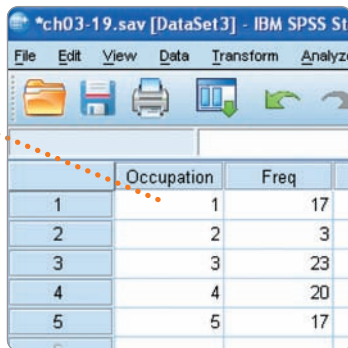 *ch03-19.sav [DataSet3] - IBM SPSS St
File Edit View Data Transform Analyze
Occupation Freq
1 1 17
2 2 3
3 3 23
4 4 20
5 5 17